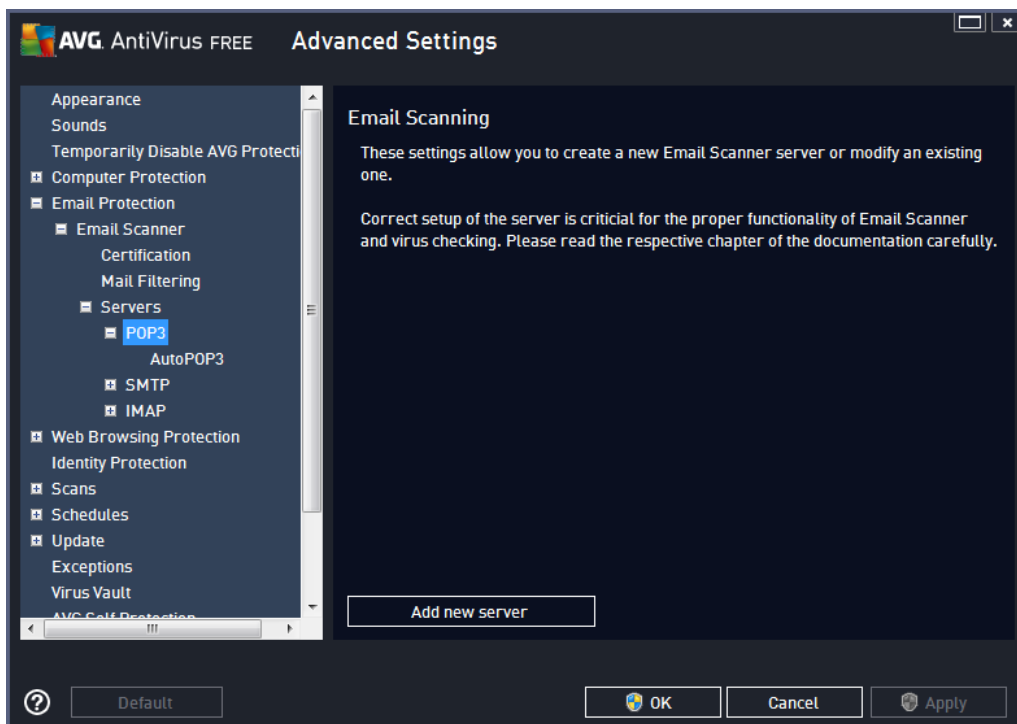 AVG. AntiVirus FREE Advanced Settings
Appearance
Sounds
Temporarily Disable AVG Protecti
Computer Protection
Email Protection
Email Scanner
Certification
Mail Filtering
Servers
POP3
AutoPOP3
SMTP
IMAP
Web Browsing Protection
Identity Protection
Scans
Schedules
Update
Exceptions
Virus Vault
AVG Self Protection
Email Scanning
These settings allow you to create a new Email Scanner server or modify an existing
one.
Correct setup of the server is criticial for the proper functionality of Email Scanner
and virus checking. Please read the respective chapter of the documentation carefully.
Add new server
Default
OK
Cancel
Apply